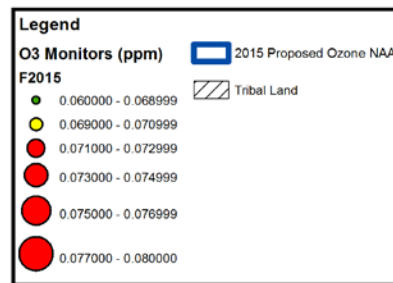 Legend
O3 Monitors (ppm)
F2015
0.060000 - 0.068999
0.069000 - 0.070999
0.071000 - 0.072999
0.073000 - 0.074999
0.075000 - 0.076999
0.077000 - 0.080000
2015 Proposed Ozone NAA
Tribal Land